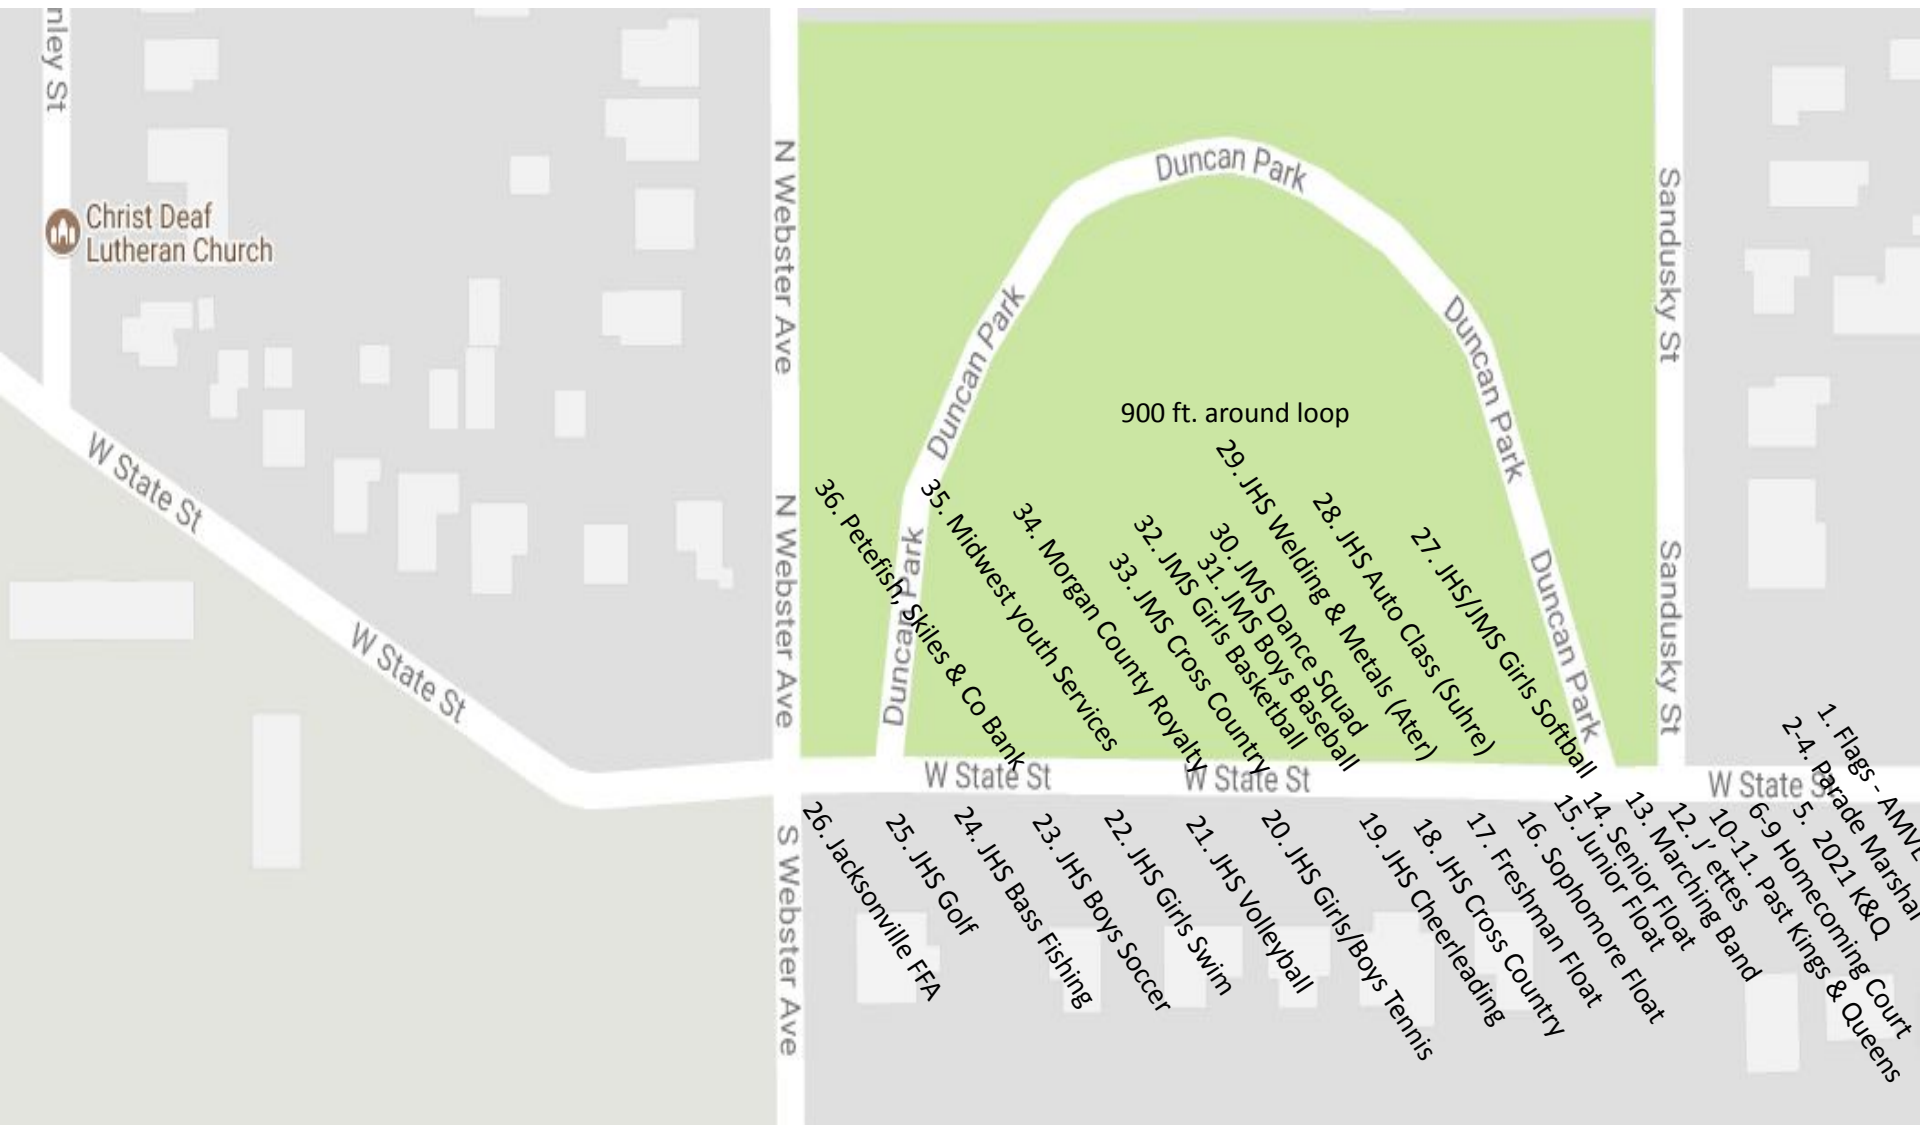 nley St
Christ Deaf
Lutheran Church
W State St
W State St
N Webster Ave
N Webster Ave
S Webster Ave
Duncan Park
Duncan Park
Duncan Park
Duncan Park
Duncan Park
Sandusky St
Sandusky St
W State St
W State St
W State St
900 ft. around loop
36. Petefish, Skiles & Co Bank
35. Midwest youth Services
34. Morgan County Royalty
33. JMS Cross Country
32. JMS Girls Basketball
31. JMS Boys Baseball
30. JMS Dance Squad
29. JHS Welding & Metals (Ater)
28. JHS Auto Class (Suhre)
27. JHS/JMS Girls Softball
26. Jacksonville FFA
25. JHS Golf
24. JHS Bass Fishing
23. JHS Boys Soccer
22. JHS Girls Swim
21. JHS Volleyball
20. JHS Girls/Boys Tennis
19. JHS Cheerleading
18. JHS Cross Country
17. Freshman Float
16. Sophomore Float
15. Junior Float
14. Senior Float
13. Marching Band
12. J' ettes
10-11. Past Kings & Queens
6-9 Homecoming Court
5. 2021 K&Q
2-4. Parade Marshal
1. Flags - AMVE